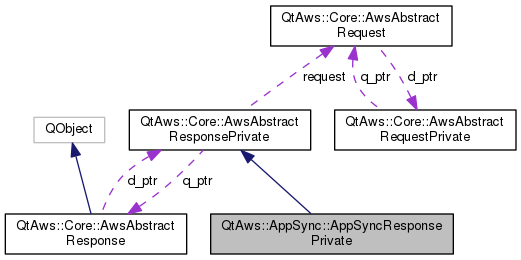 QtAws::Core::AwsAbstract
Request
request
q_ptr
d_ptr
QObject
QtAws::Core::AwsAbstract
ResponsePrivate
QtAws::Core::AwsAbstract
RequestPrivate
d_ptr
q_ptr
QtAws::Core::AwsAbstract
Response
QtAws::AppSync::AppSyncResponse
Private